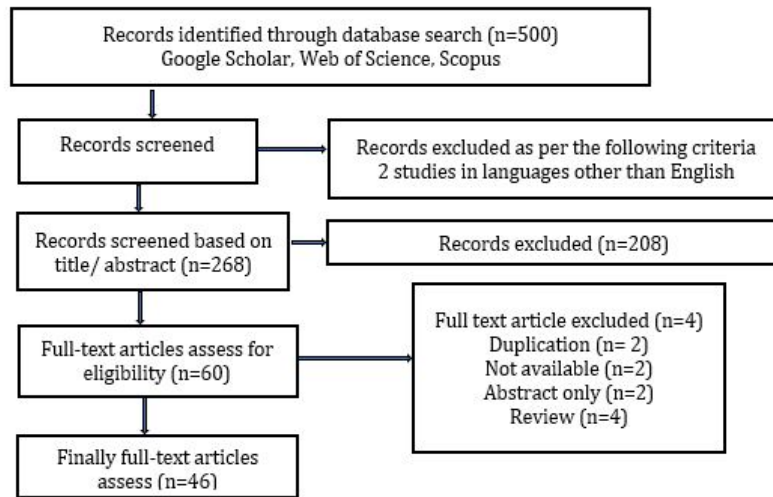 Records identified through database search (n=500)
Google Scholar, Web of Science, Scopus
Records screened
Records excluded as per the following criteria
2 studies in languages other than English
Records screened based on
title/ abstract (n=268)
Records excluded (n=208)
Full-text articles assess for
eligibility (n=60)
Full text article excluded (n=4)
Duplication (n= 2)
Not available (n=2)
Abstract only (n=2)
Review (n=4)
Finally full-text articles
assess (n=46)